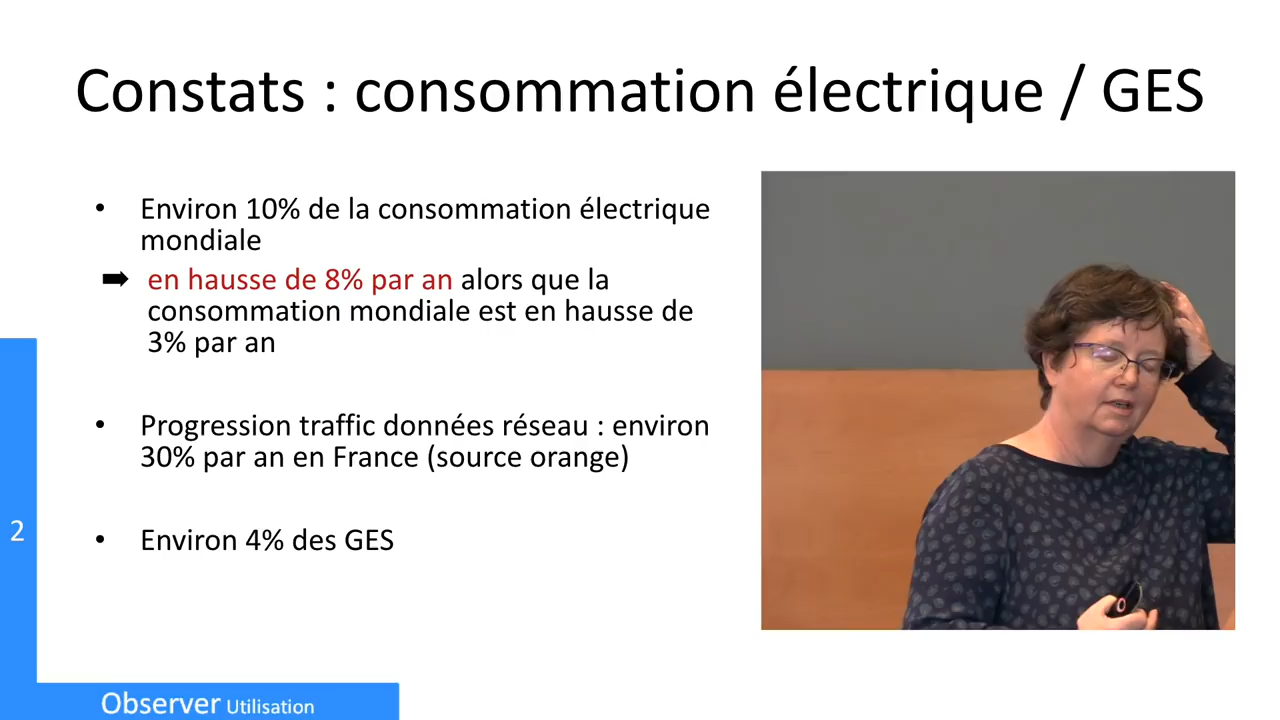 Constats : consommation électrique / GES
• Environ 10% de la consommation électrique
mondiale
➡ en hausse de 8% par an alors que la
consommation mondiale est en hausse de
3% par an
• Progression traffic données réseau : environ
30% par an en France (source orange)
• Environ 4% des GES
2
Observer Utilisation